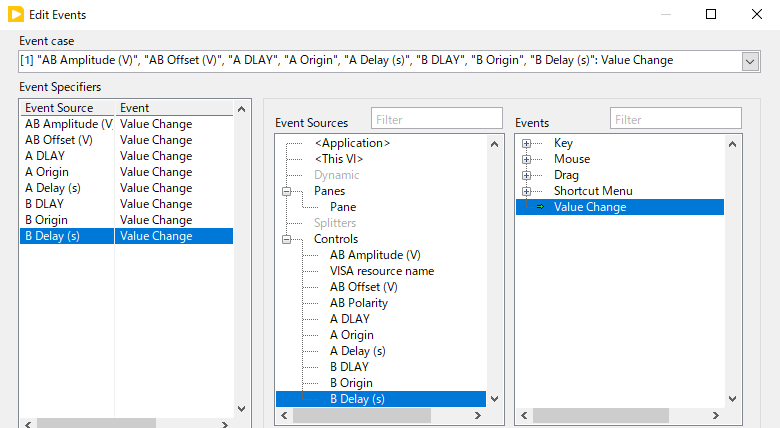 Edit Events
Event case
[1] "AB Amplitude (V)", "AB Offset (V)", "A DLAY", "A Origin", "A Delay (s)", "B DLAY", "B Origin", "B Delay (s)": Value Change
Event Specifiers
Event Source Event
AB Amplitude (V Value Change
AB Offset (V) Value Change
A DLAY Value Change
A Origin Value Change
A Delay (s) Value Change
B DLAY Value Change
B Origin Value Change
B Delay (s) Value Change
Event Sources Filter
<Application>
<This VI>
Dynamic
Panes
Pane
Splitters
Controls
AB Amplitude (V)
VISA resource name
AB Offset (V)
AB Polarity
A DLAY
A Origin
A Delay (s)
B DLAY
B Origin
B Delay (s)
Events Filter
Key
Mouse
Drag
Shortcut Menu
Value Change